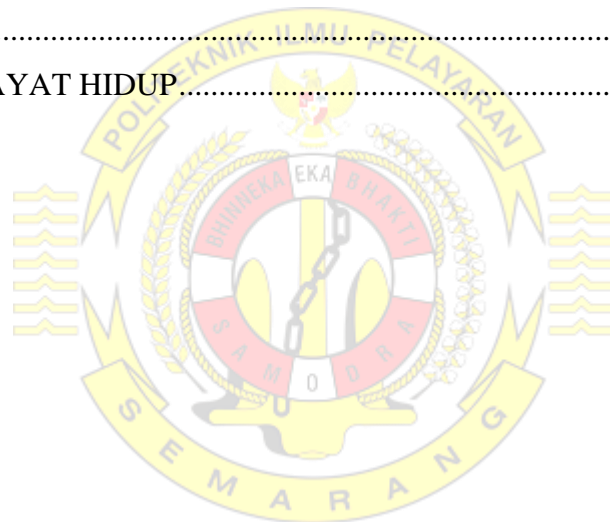 ........................................................................
AYAT HIDUP......................................................
POLITEKNIK ILMU PELAYARAN
BHINNEKA EKA BHAKTI
SAMODRA
SEMARANG